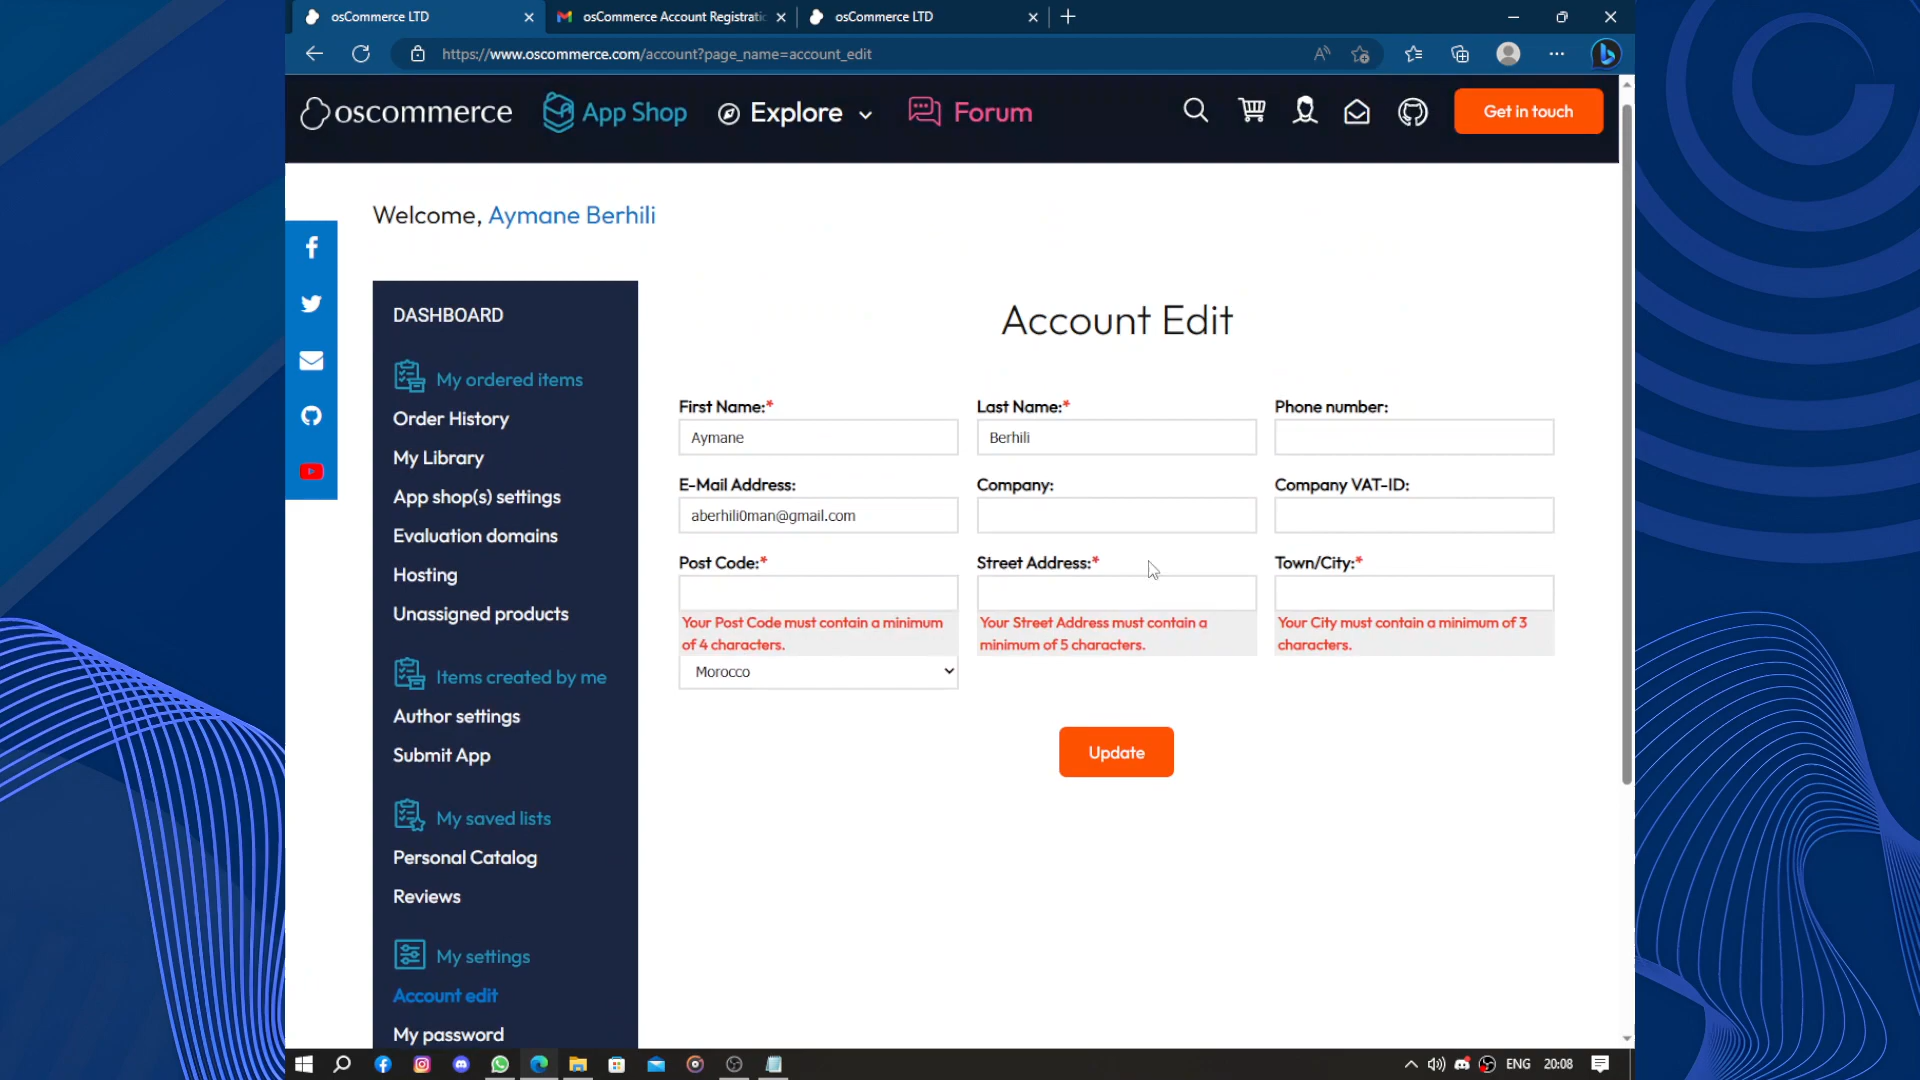 osCommerce LTD
osCommerce Account Registratio
osCommerce LTD
https://www.oscommerce.com/account?page_name=account_edit
oscommerce
App Shop
Explore
Forum
Get in touch
Welcome, Aymane Berhili
DASHBOARD
My ordered items
Order History
My Library
App shop(s) settings
Evaluation domains
Hosting
Unassigned products
Items created by me
Author settings
Submit App
My saved lists
Personal Catalog
Reviews
My settings
Account edit
My password
Account Edit
First Name:*
Last Name:*
Phone number:
Aymane
Berhili
E-Mail Address:
Company:
Company VAT-ID:
aberhili0man@gmail.com
Post Code:*
Street Address:*
Town/City:*
Your Post Code must contain a minimum
of 4 characters.
Your Street Address must contain a
minimum of 5 characters.
Your City must contain a minimum of 3
characters.
Morocco
Update
ENG
20:08